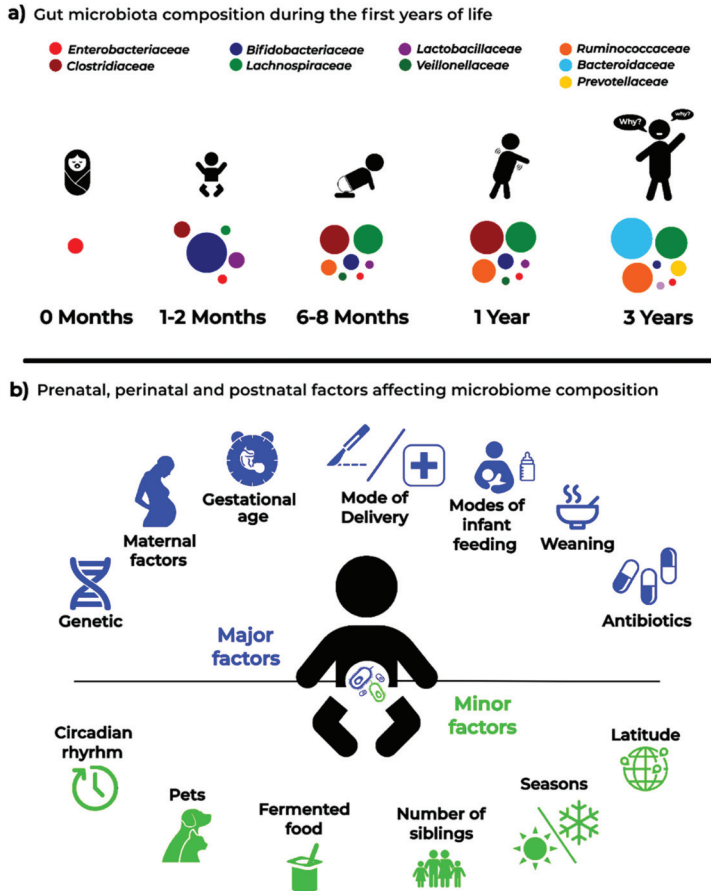 a) Gut microbiota composition during the first years of life
Enterobacteriaceae
Bifidobacteriaceae
Lactobacillaceae
Ruminococcaceae
Clostridiaceae
Lachnospiraceae
Veillonellaceae
Bacteroidaceae
Prevotellaceae
Why?
why?
0 Months
1-2 Months
6-8 Months
1 Year
3 Years
b) Prenatal, perinatal and postnatal factors affecting microbiome composition
Genetic
Maternal
factors
Gestational
age
Mode of
Delivery
Modes of
infant
feeding
Weaning
Antibiotics
Major
factors
Minor
factors
Circadian
rhyrhm
Pets
Fermented
food
Number of
siblings
Seasons
Latitude